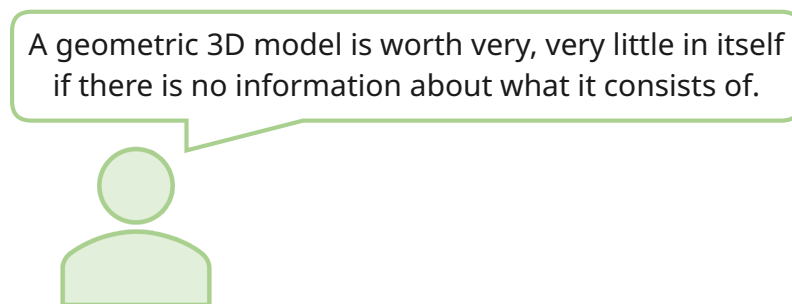 A geometric 3D model is worth very, very little in itself
if there is no information about what it consists of.